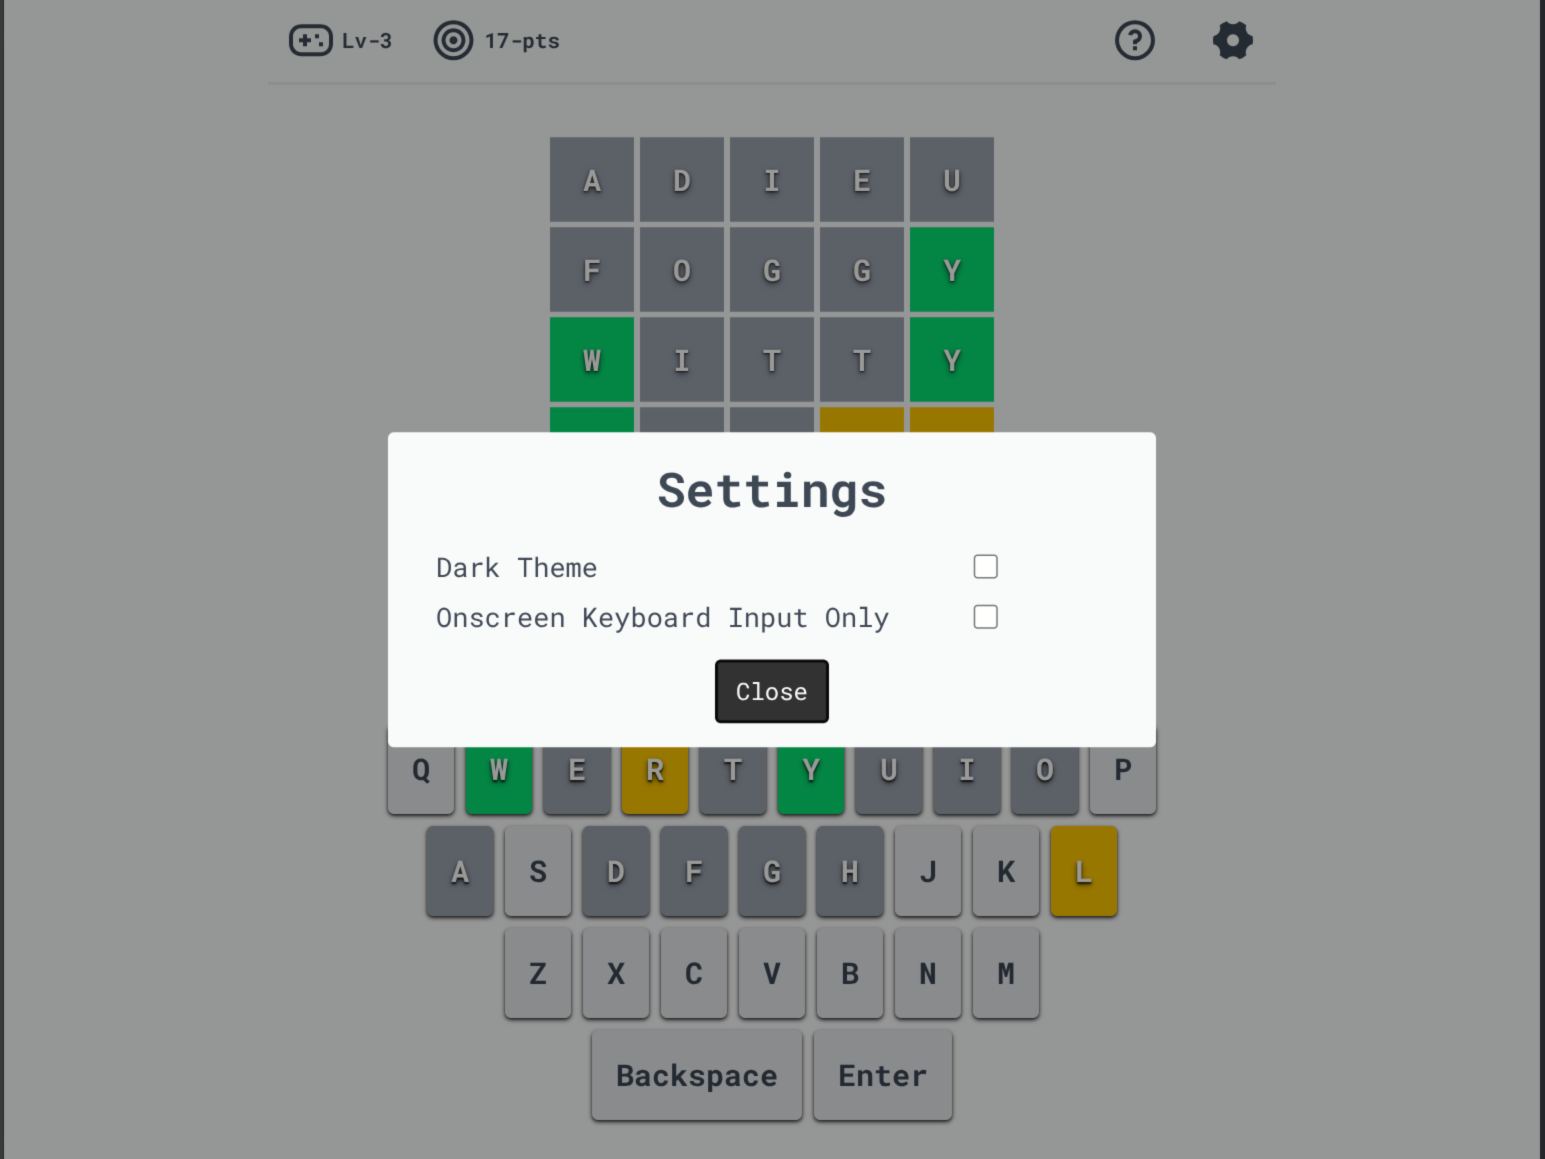 Lv-3 17-pts
A D I E U
F O G G Y
W I T T Y
Settings
Dark Theme
Onscreen Keyboard Input Only
Close
Q W E R T Y U I O P
A S D F G H J K L
Z X C V B N M
Backspace Enter